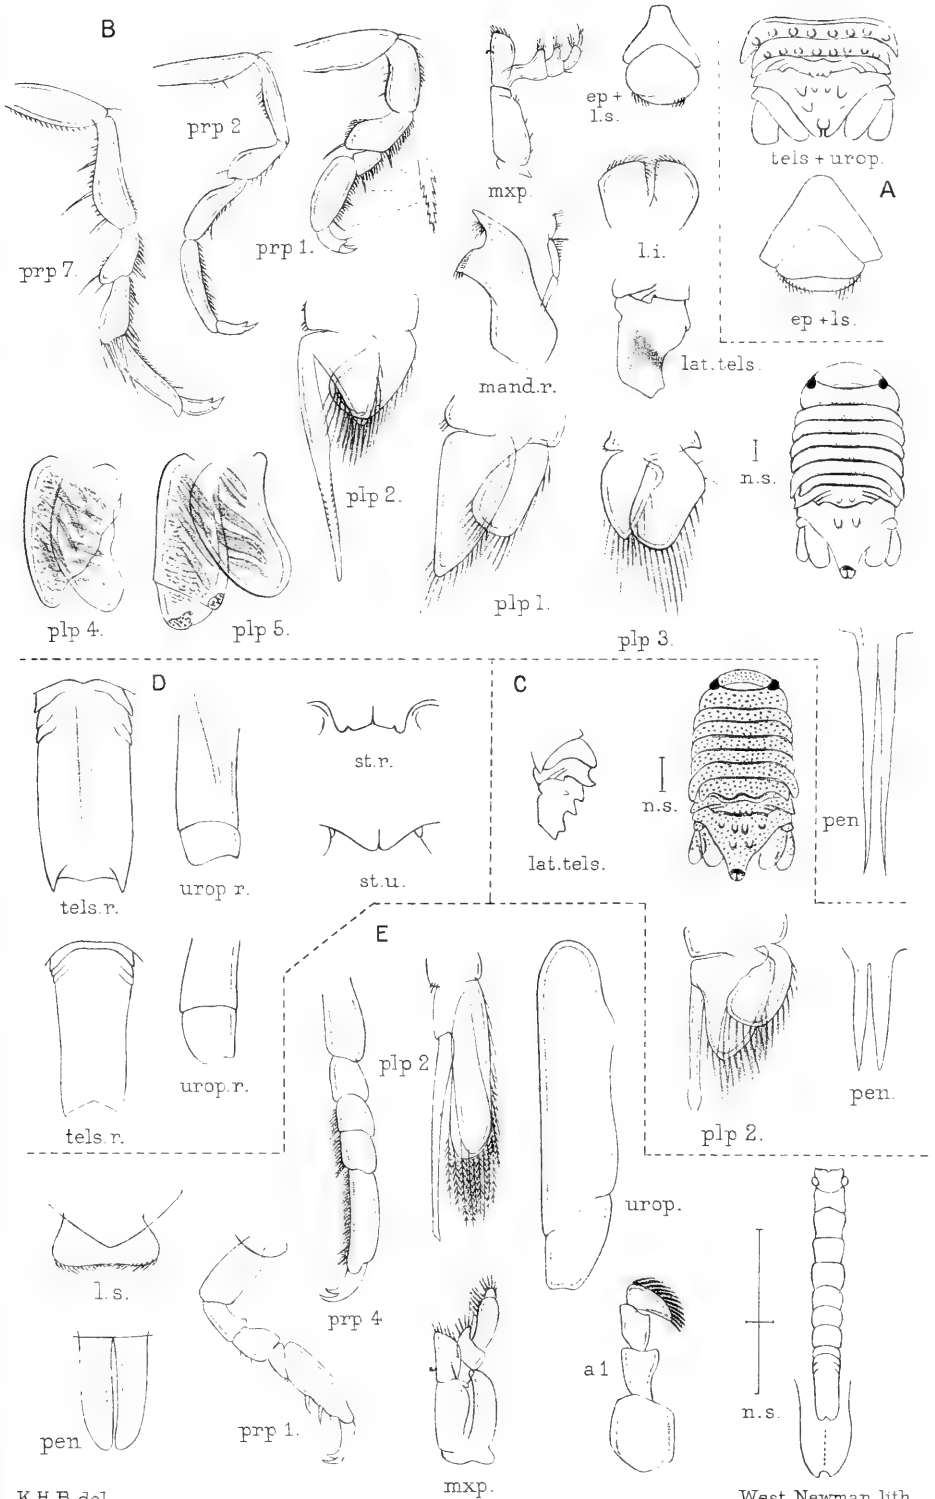 B
prp 2
prp 1.
prp 7.
mxp.
ep +
l.s.
tels + urop.
A
l.i.
ep + ls.
mand.r.
lat.tels.
n.s.
plp 2.
plp 1.
plp 3.
plp 4.
plp 5.
D
C
st.r.
st.u.
urop r.
tels.r.
lat.tels.
n.s.
pen
E
urop.r.
tels.r.
plp 2
pen.
plp 2.
urop.
l.s.
prp 4
prp 1.
pen
a 1
n.s.
mxp.
K.H.B. del.
West, Newman lith.